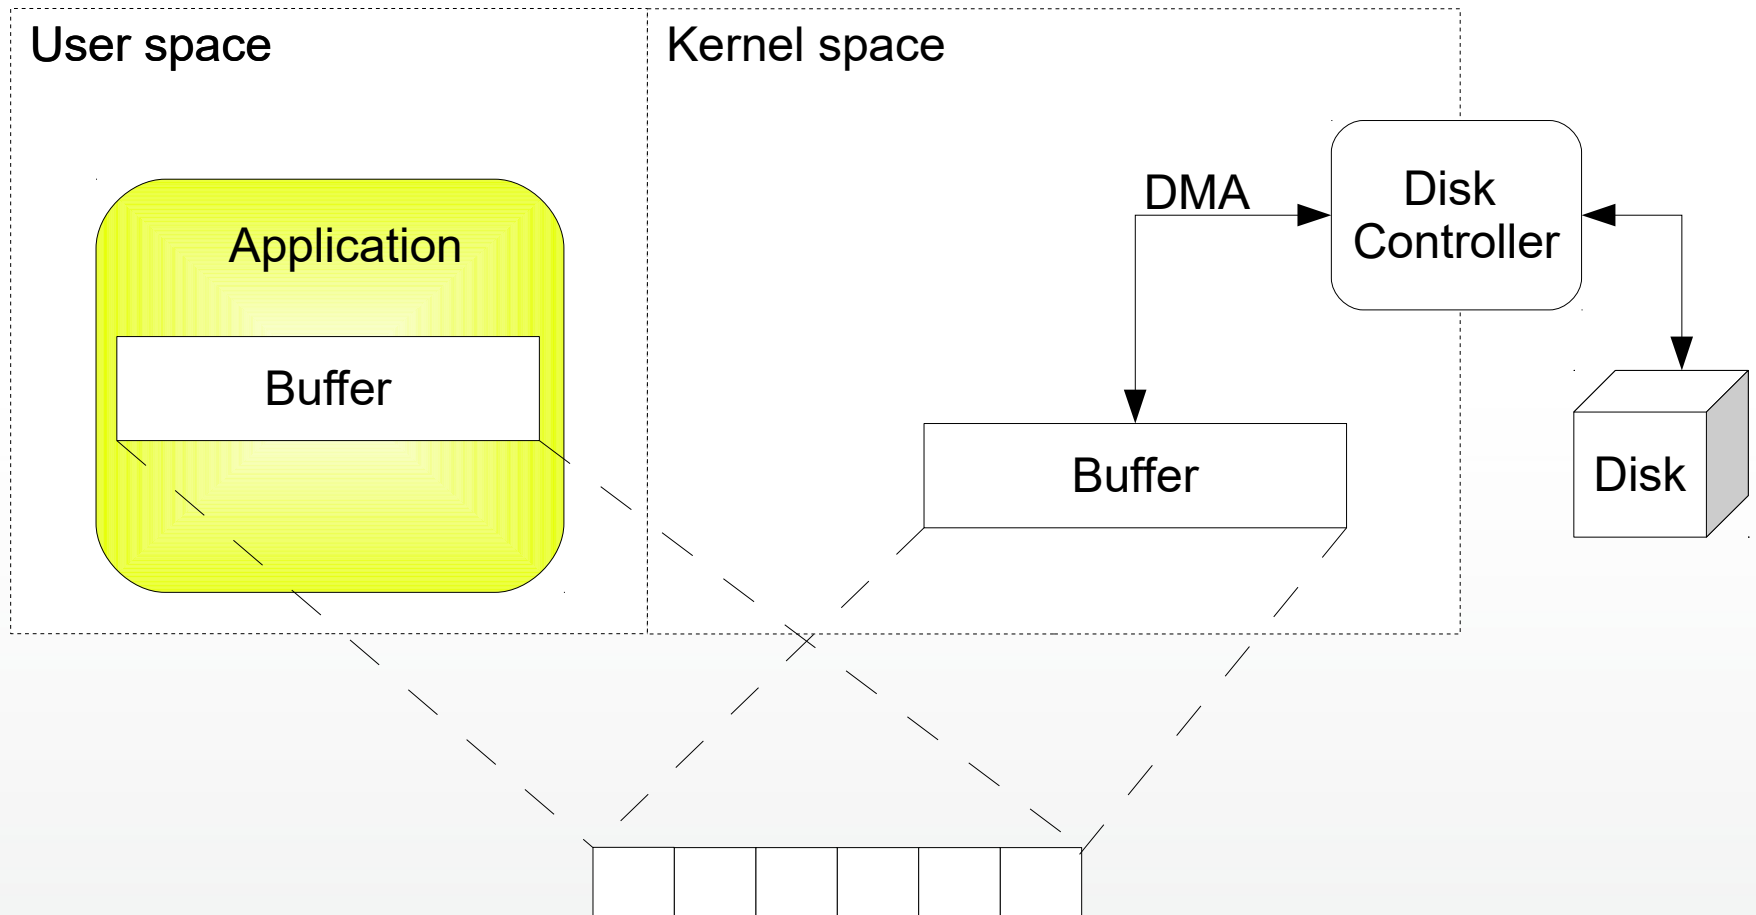 User space
Kernel space
DMA
Disk
Controller
Application
Buffer
Buffer
Disk